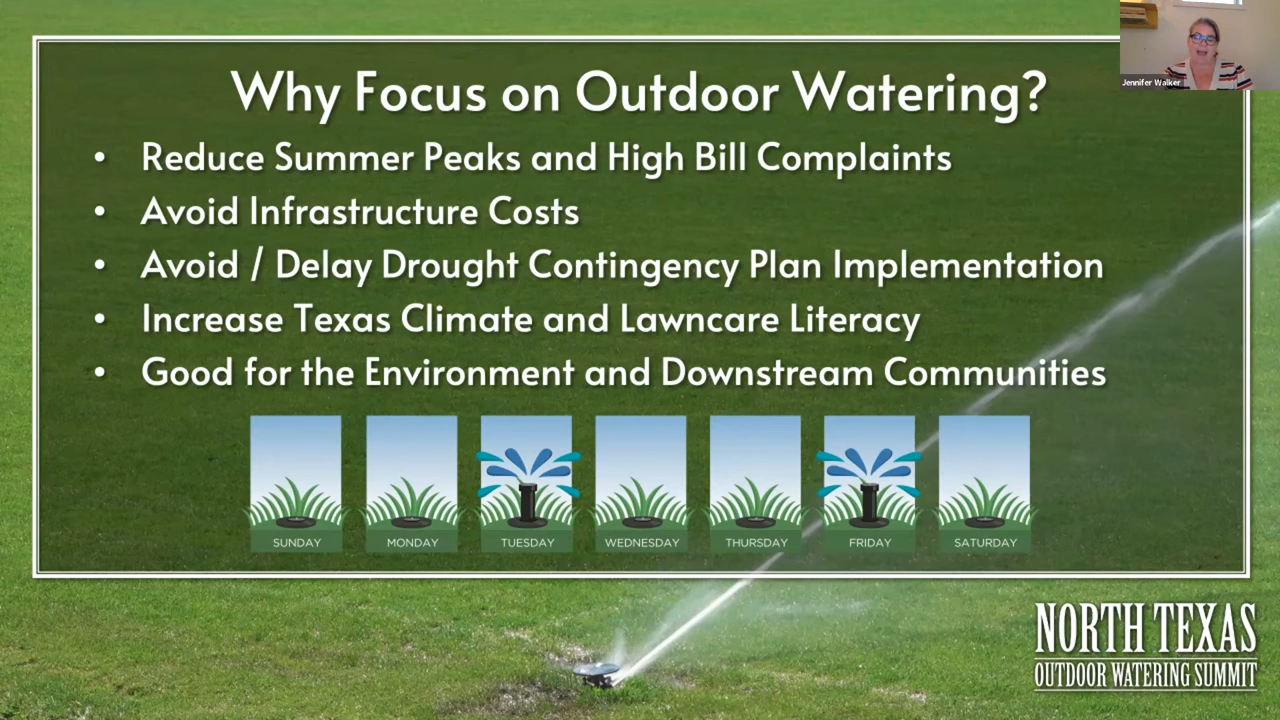 Why Focus on Outdoor Watering?
• Reduce Summer Peaks and High Bill Complaints
• Avoid Infrastructure Costs
• Avoid / Delay Drought Contingency Plan Implementation
• Increase Texas Climate and Lawncare Literacy
• Good for the Environment and Downstream Communities
SUNDAY MONDAY TUESDAY WEDNESDAY THURSDAY FRIDAY SATURDAY
NORTH TEXAS
OUTDOOR WATERING SUMMIT
Jennifer Walker